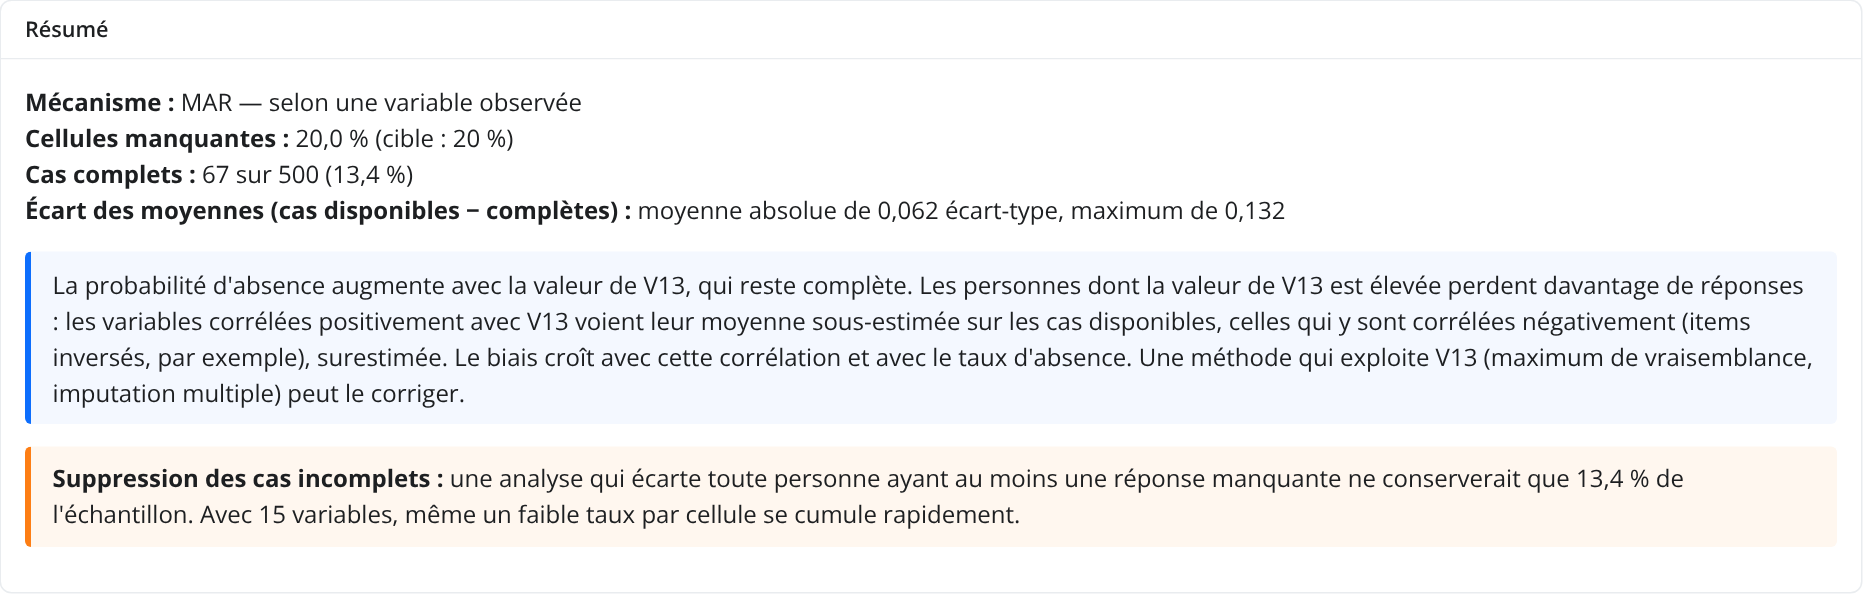 Résumé
Mécanisme : MAR — selon une variable observée
Cellules manquantes : 20,0 % (cible : 20 %)
Cas complets : 67 sur 500 (13,4 %)
Écart des moyennes (cas disponibles − complètes) : moyenne absolue de 0,062 écart-type, maximum de 0,132
La probabilité d'absence augmente avec la valeur de V13, qui reste complète. Les personnes dont la valeur de V13 est élevée perdent davantage de réponses
: les variables corrélées positivement avec V13 voient leur moyenne sous-estimée sur les cas disponibles, celles qui y sont corrélées négativement (items
inversés, par exemple), surestimée. Le biais croît avec cette corrélation et avec le taux d'absence. Une méthode qui exploite V13 (maximum de vraisemblance,
imputation multiple) peut le corriger.
Suppression des cas incomplets : une analyse qui écarte toute personne ayant au moins une réponse manquante ne conserverait que 13,4 % de
l'échantillon. Avec 15 variables, même un faible taux par cellule se cumule rapidement.